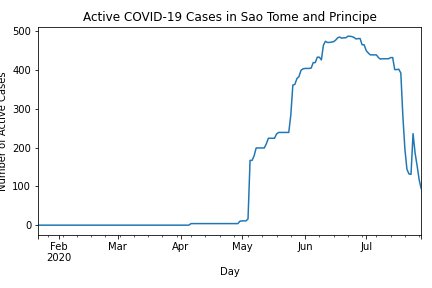 Active COVID-19 Cases in Sao Tome and Principe
Number of Active Cases
500
400
300
200
100
0
Feb
2020
Mar
Apr
May
Jun
Jul
Day